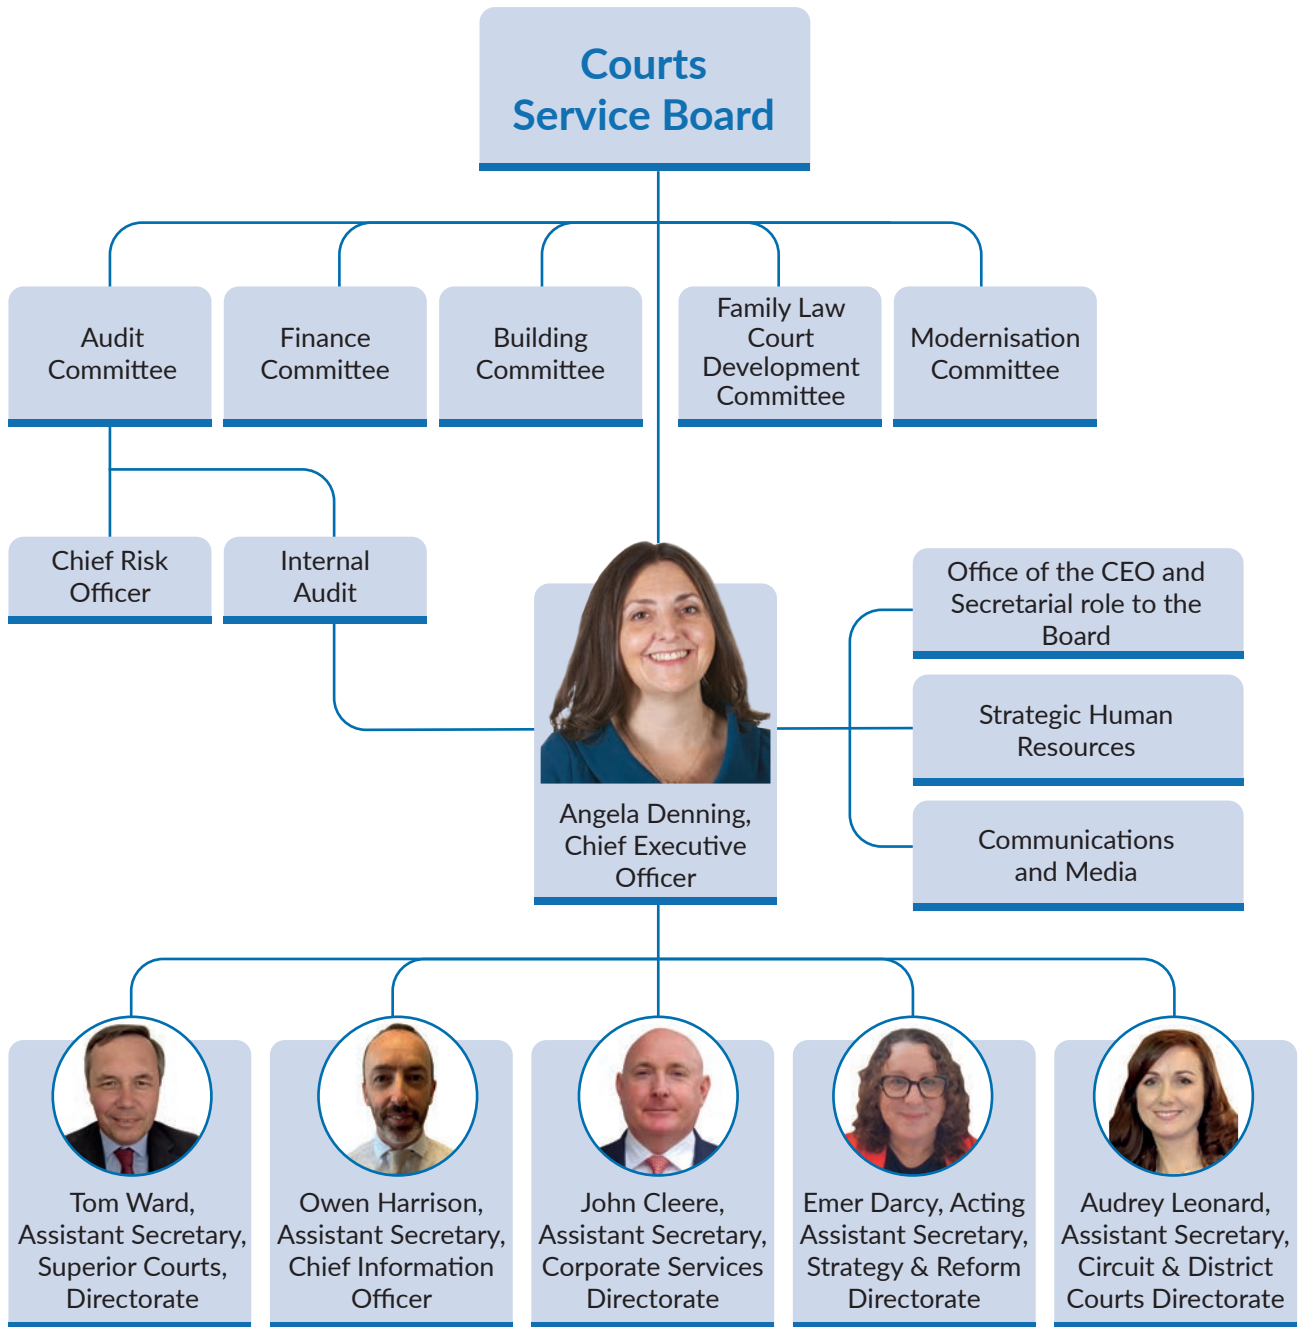 Courts
Service Board
Audit
Committee
Finance
Committee
Building
Committee
Family Law
Court
Development
Committee
Modernisation
Committee
Chief Risk
Officer
Internal
Audit
Office of the CEO and
Secretarial role to the
Board
Strategic Human
Resources
Communications
and Media
Angela Denning,
Chief Executive
Officer
Tom Ward,
Assistant Secretary,
Superior Courts,
Directorate
Owen Harrison,
Assistant Secretary,
Chief Information
Officer
John Cleere,
Assistant Secretary,
Corporate Services
Directorate
Emer Darcy, Acting
Assistant Secretary,
Strategy & Reform
Directorate
Audrey Leonard,
Assistant Secretary,
Circuit & District
Courts Directorate